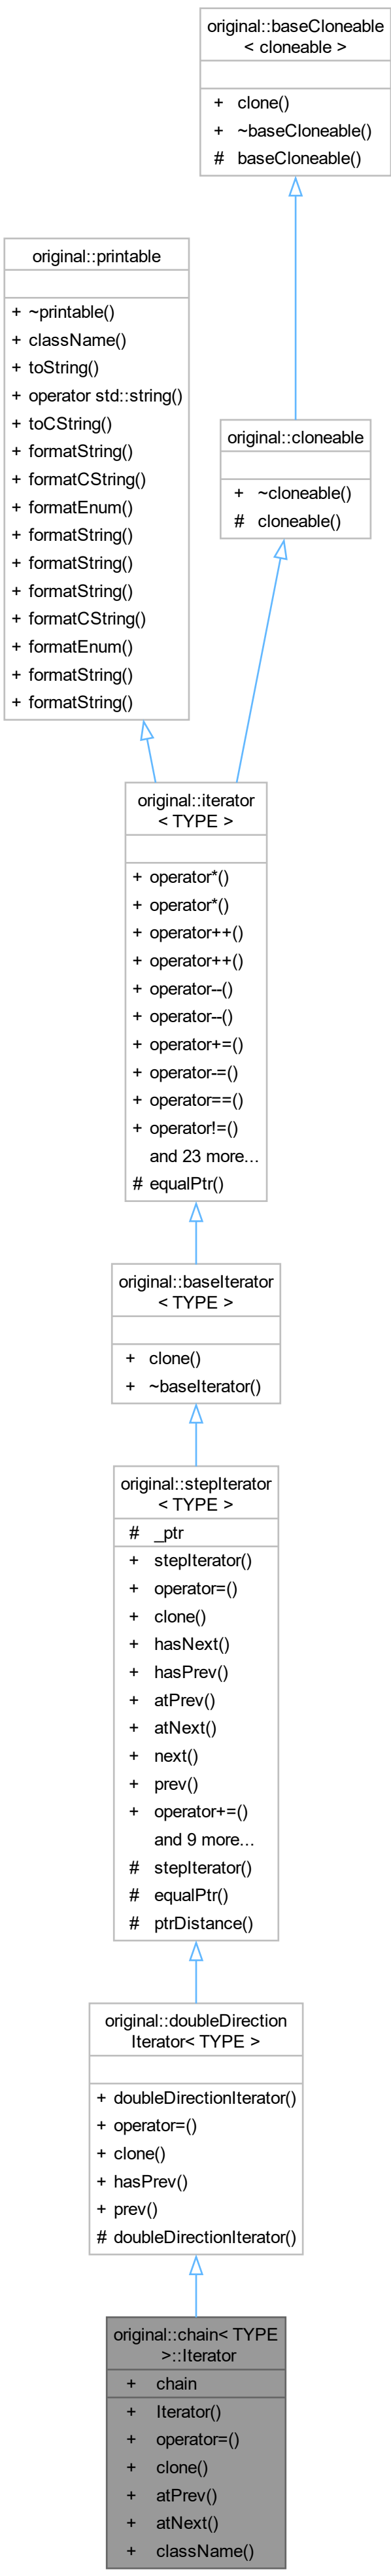 original::baseCloneable
< cloneable >
+ clone()
+ ~baseCloneable()
# baseCloneable()
original::printable
+ ~printable()
+ className()
+ toString()
+ operator std::string()
+ toCString()
+ formatString()
+ formatCString()
+ formatEnum()
+ formatString()
+ formatString()
+ formatString()
+ formatCString()
+ formatEnum()
+ formatString()
+ formatString()
original::cloneable
+ ~cloneable()
# cloneable()
original::iterator
< TYPE >
+ operator*()
+ operator*()
+ operator++()
+ operator++()
+ operator--()
+ operator--()
+ operator+=()
+ operator-=()
+ operator==()
+ operator!=()
and 23 more...
# equalPtr()
original::baseIterator
< TYPE >
+ clone()
+ ~baseIterator()
original::stepIterator
< TYPE >
# _ptr
+ stepIterator()
+ operator=()
+ clone()
+ hasNext()
+ hasPrev()
+ atPrev()
+ atNext()
+ next()
+ prev()
+ operator+=()
and 9 more...
# stepIterator()
# equalPtr()
# ptrDistance()
original::doubleDirection
Iterator< TYPE >
+ doubleDirectionIterator()
+ operator=()
+ clone()
+ hasPrev()
+ prev()
# doubleDirectionIterator()
original::chain< TYPE
>::Iterator
+ chain
+ Iterator()
+ operator=()
+ clone()
+ atPrev()
+ atNext()
+ className()